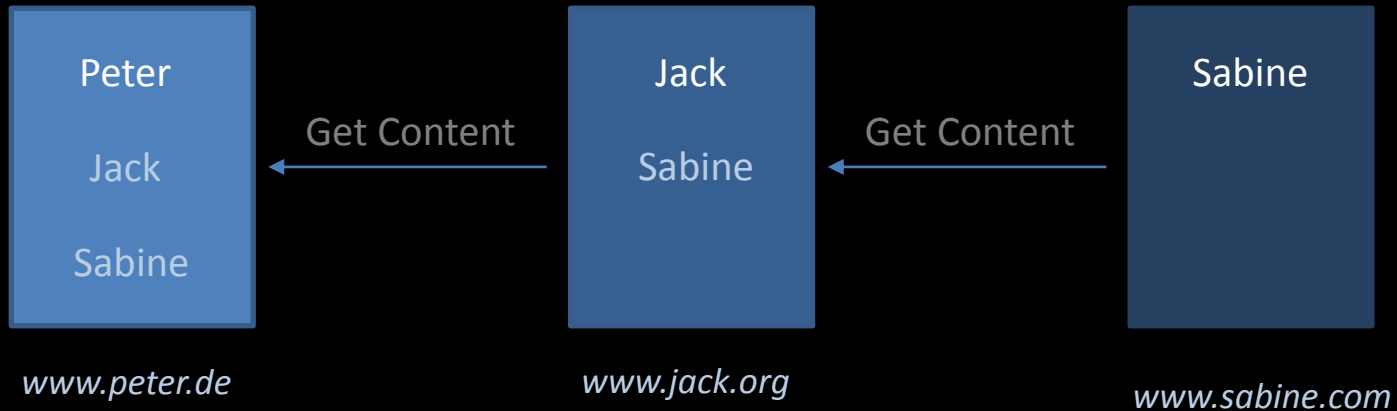 Peter
Jack
Sabine
www.peter.de
Get Content
Jack
Sabine
www.jack.org
Get Content
Sabine
www.sabine.com